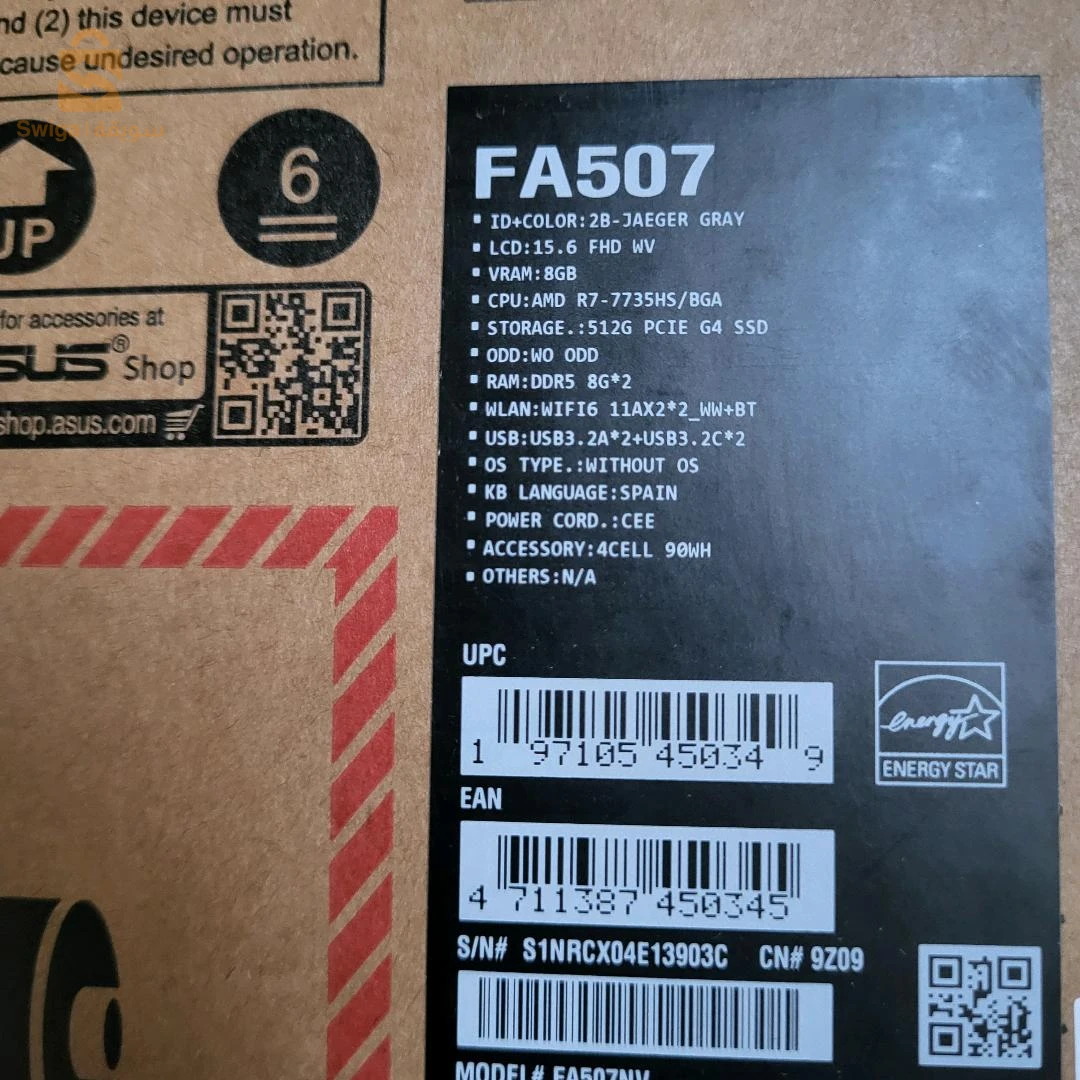 nd (2) this device must
cause undesired operation.
UP
6
for accessories at
SUS® Shop
shop.asus.com
FA507
ID+COLOR:2B-JAEGER GRAY
LCD:15.6 FHD WV
VRAM:8GB
CPU:AMD R7-7735HS/BGA
STORAGE.:512G PCIE G4 SSD
ODD:WO ODD
RAM:DDR5 8G*2
WLAN:WIFI6 11AX2*2_WW+BT
USB:USB3.2A*2+USB3.2C*2
OS TYPE.:WITHOUT OS
KB LANGUAGE:SPAIN
POWER CORD.:CEE
ACCESSORY:4CELL 90WH
OTHERS:N/A
UPC
1 97105 45034 9
energy
ENERGY STAR
EAN
4 711387 450345
S/N# S1NRCX04E13903C CN# 9Z09
MODEL# FA507NV